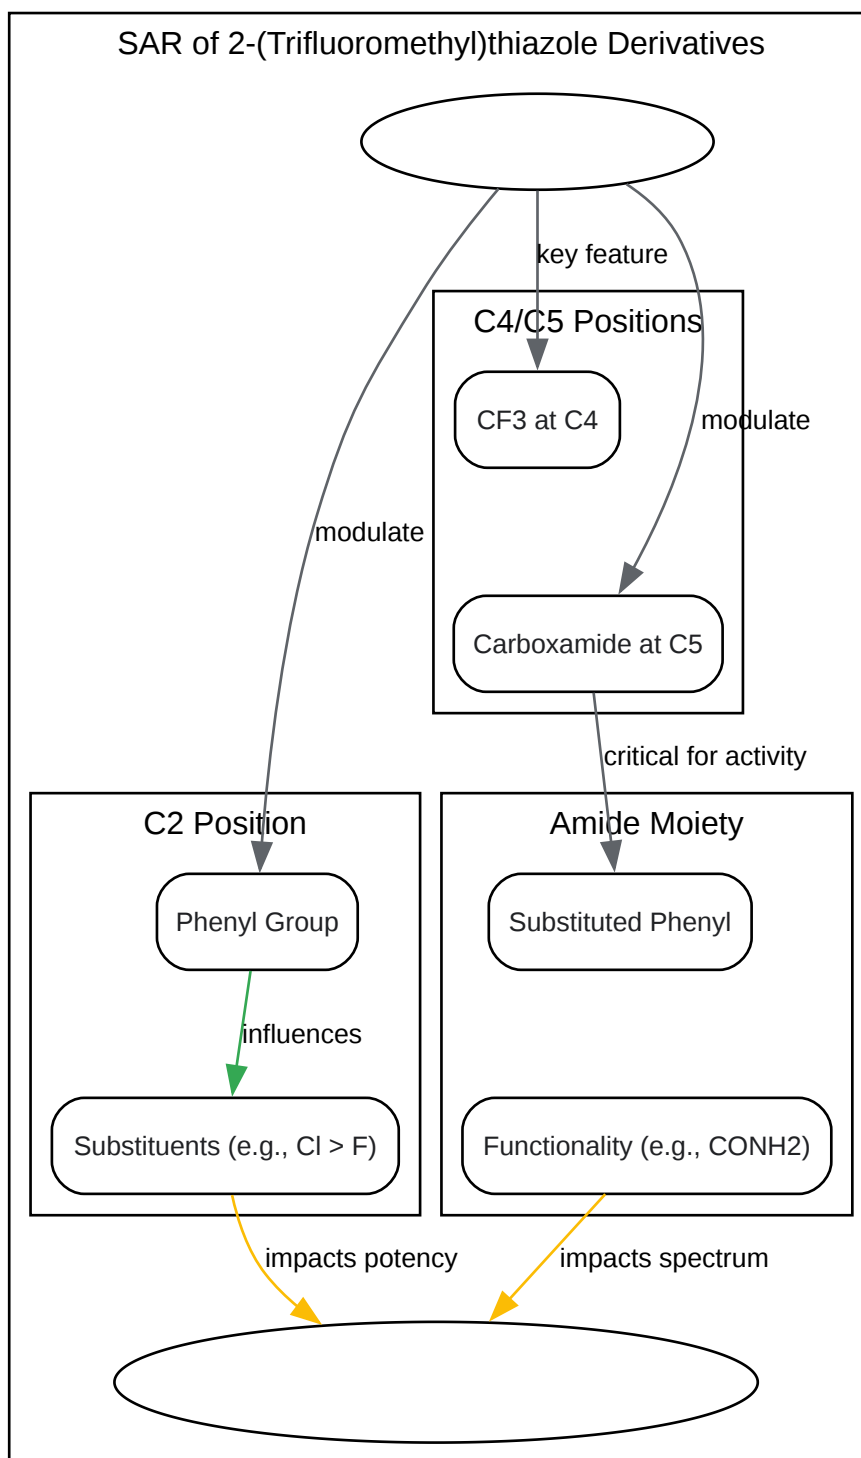 SAR of 2-(Trifluoromethyl)thiazole Derivatives
key feature
C4/C5 Positions
CF3 at C4
modulate
modulate
Carboxamide at C5
critical for activity
C2 Position
Amide Moiety
Phenyl Group
Substituted Phenyl
influences
Substituents (e.g., Cl > F)
Functionality (e.g., CONH2)
impacts potency
impacts spectrum